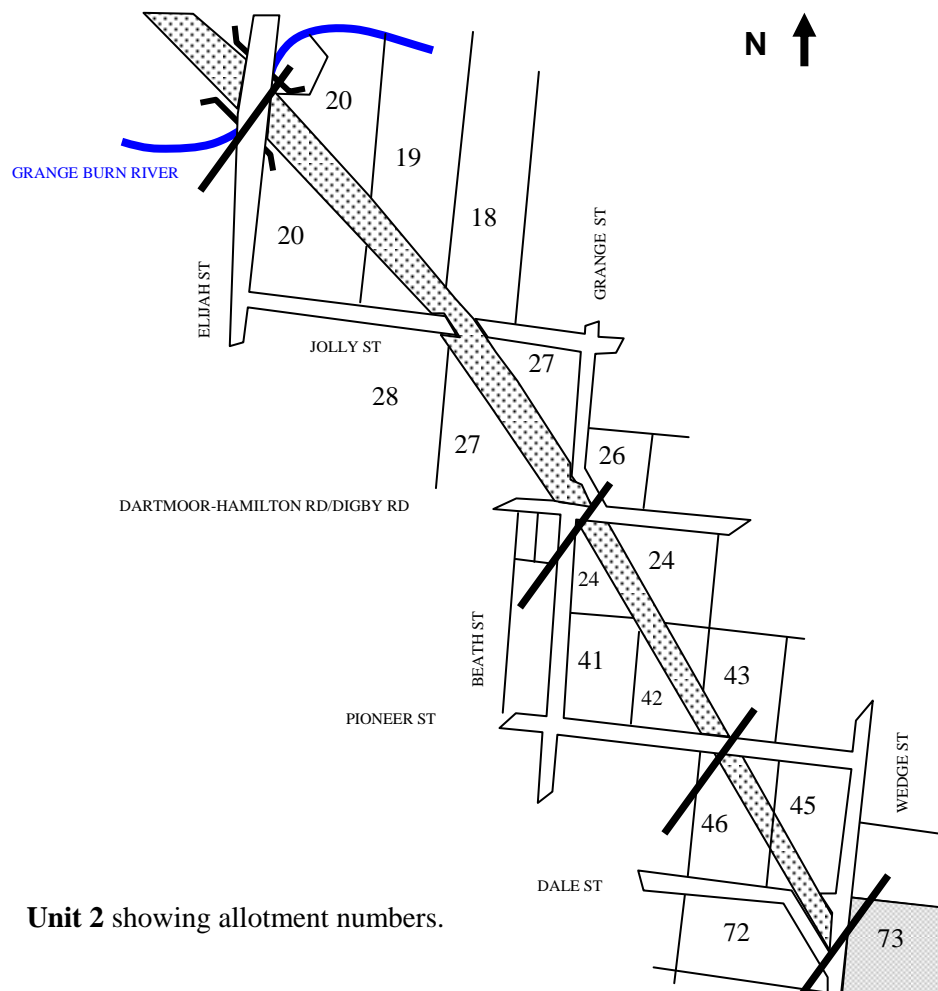 N
20
GRANGE BURN RIVER
19
18
20
GRANGE ST
ELIJAH ST
JOLLY ST
27
28
27
26
DARTMOOR-HAMILTON RD/DIGBY RD
24
24
BEATH ST
41
43
42
PIONEER ST
WEDGE ST
45
46
DALE ST
Unit 2 showing allotment numbers.
72
73